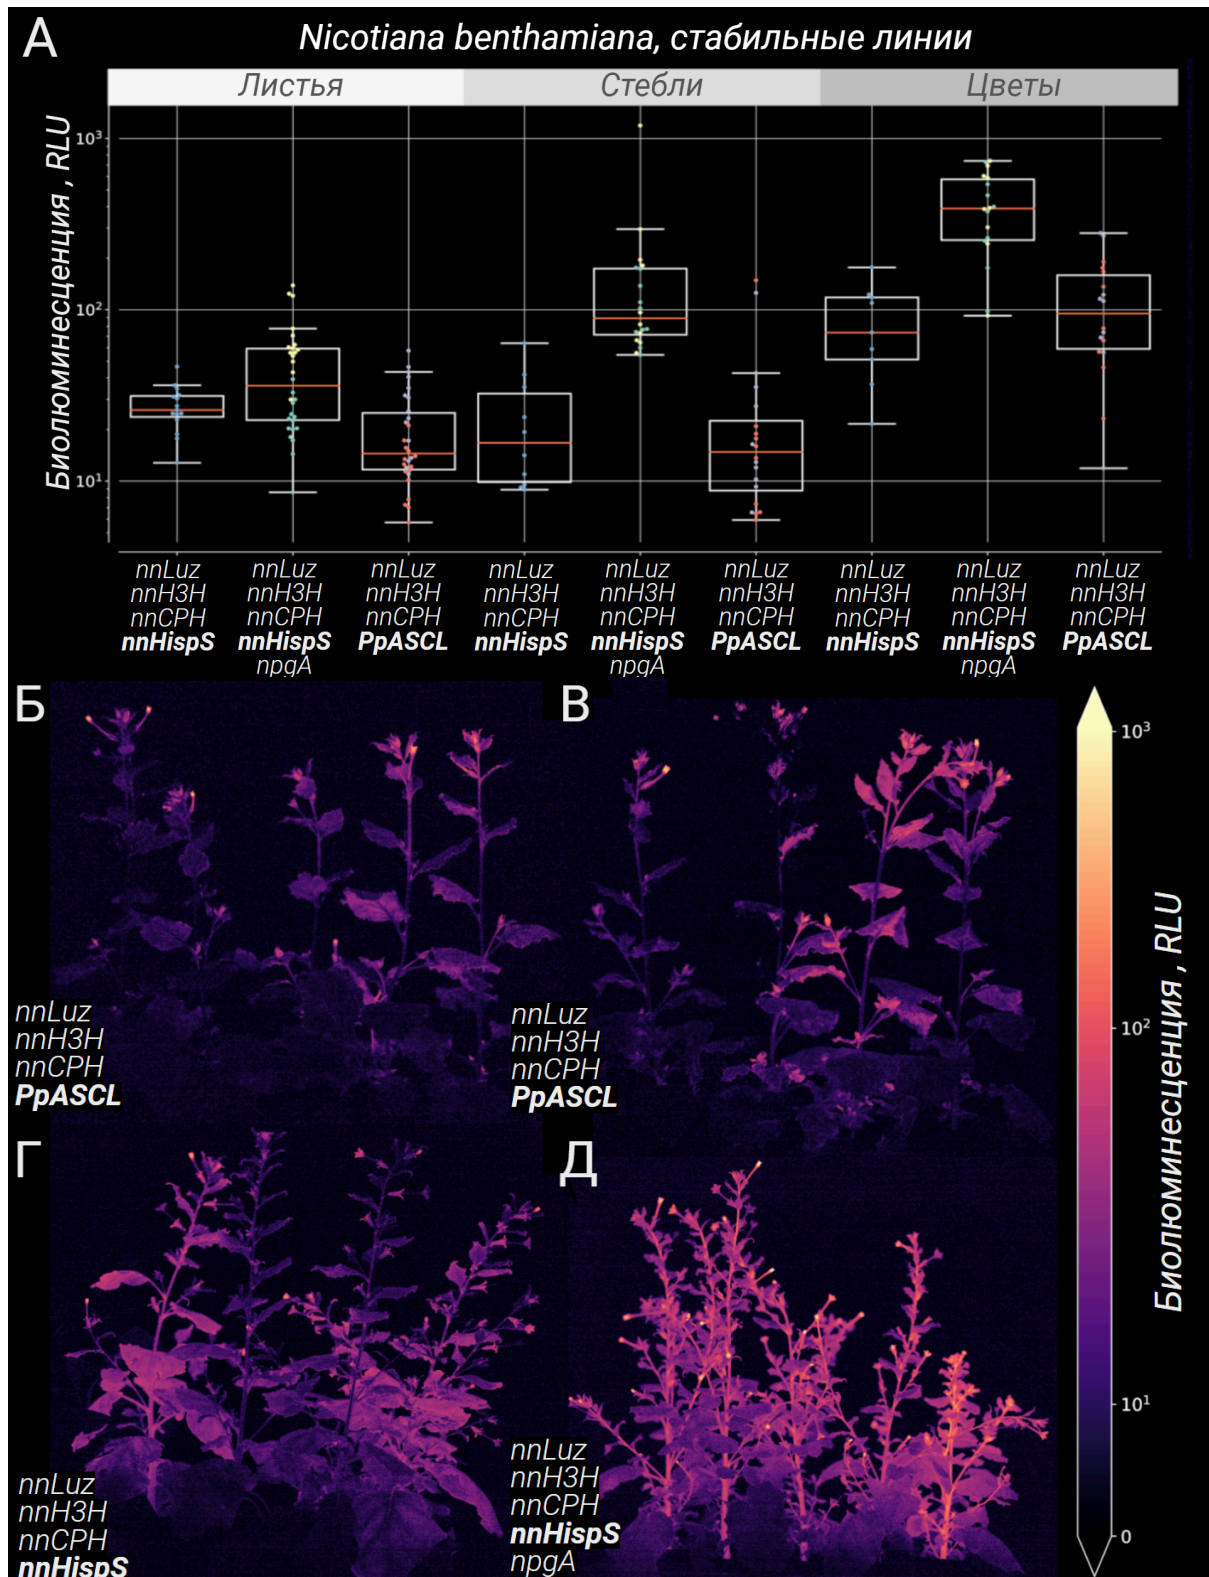 А
Nicotiana benthamiana, стабильные линии
Листья Стебли Цветы
Биолюминесценция , RLU
10³
10²
10¹
nnLuz nnLuz nnLuz nnLuz nnLuz nnLuz nnLuz nnLuz nnLuz
nnH3H nnH3H nnH3H nnH3H nnH3H nnH3H nnH3H nnH3H nnH3H
nnCPH nnCPH nnCPH nnCPH nnCPH nnCPH nnCPH nnCPH nnCPH
nnHispS nnHispS PpASCL nnHispS nnHispS PpASCL nnHispS nnHispS PpASCL
npgA npgA npgA
Б
nnLuz
nnH3H
nnCPH
PpASCL
В
nnLuz
nnH3H
nnCPH
PpASCL
Г
nnLuz
nnH3H
nnCPH
nnHispS
Д
nnLuz
nnH3H
nnCPH
nnHispS
npgA
10³
10²
10¹
0
Биолюминесценция , RLU